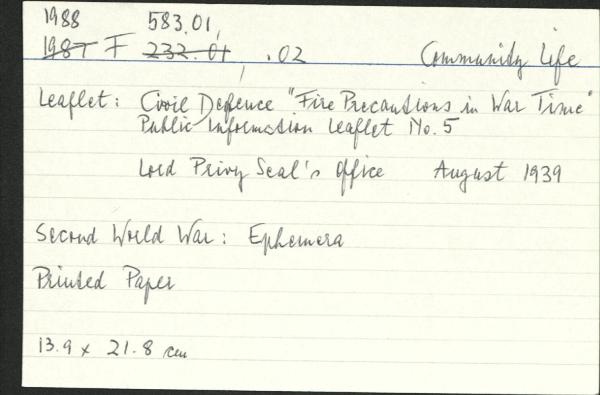 1988 583.01,
1987 F 232.01, .02 Community Life
Leaflet: Civil Defence "Fire Precautions in War Time"
Public Information Leaflet No. 5
Lord Privy Seal's Office August 1939
Second World War: Ephemera
Printed Paper
13.9 x 21.8 cm